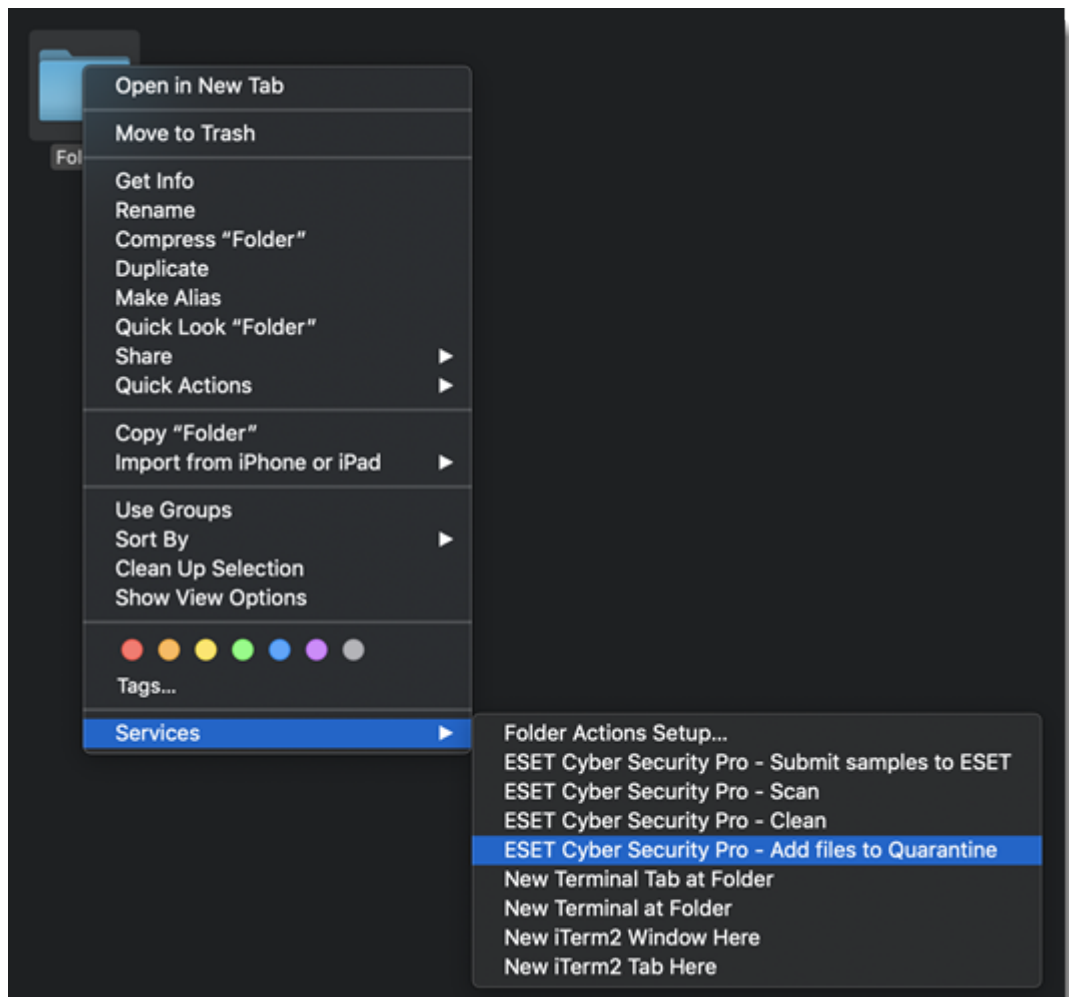 Fol
Open in New Tab
Move to Trash
Get Info
Rename
Compress “Folder”
Duplicate
Make Alias
Quick Look “Folder”
Share
Quick Actions
Copy “Folder”
Import from iPhone or iPad
Use Groups
Sort By
Clean Up Selection
Show View Options
Tags...
Services
Folder Actions Setup...
ESET Cyber Security Pro - Submit samples to ESET
ESET Cyber Security Pro - Scan
ESET Cyber Security Pro - Clean
ESET Cyber Security Pro - Add files to Quarantine
New Terminal Tab at Folder
New Terminal at Folder
New iTerm2 Window Here
New iTerm2 Tab Here